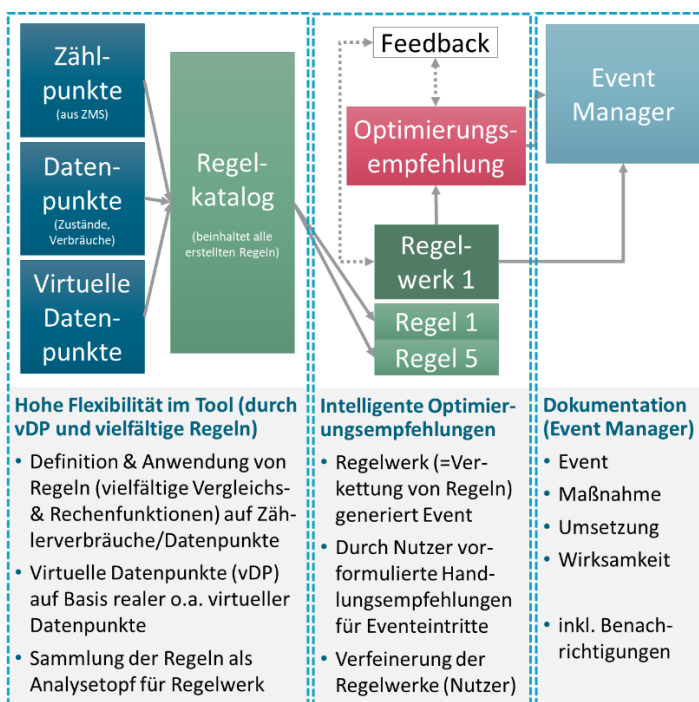 Zähl-
punkte
(aus ZMS)
Daten-
punkte
(Zustände,
Verbräuche)
Virtuelle
Daten-
punkte
Regel-
katalog
(beinhaltet alle
erstellten Regeln)
Feedback
Optimierungs-
empfehlung
Regel-
werk 1
Regel 1
Regel 5
Event
Manager
Hohe Flexibilität im Tool (durch
vDP und vielfältige Regeln)
• Definition & Anwendung von
Regeln (vielfältige Vergleichs-
& Rechenfunktionen) auf Zäh-
lerverbräuche/Datenpunkte
• Virtuelle Datenpunkte (vDP)
auf Basis realer o.a. virtueller
Datenpunkte
• Sammlung der Regeln als
Analysetopf für Regelwerk
Intelligente Optimier-
ungsempfehlungen
• Regelwerk (=Ver-
kettung von Regeln)
generiert Event
• Durch Nutzer vor-
formulierte Hand-
lungsempfehlungen
für Eventeintritte
• Verfeinerung der
Regelwerke (Nutzer)
Dokumentation
(Event Manager)
• Event
• Maßnahme
• Umsetzung
• Wirksamkeit
• inkl. Benach-
richtigungen